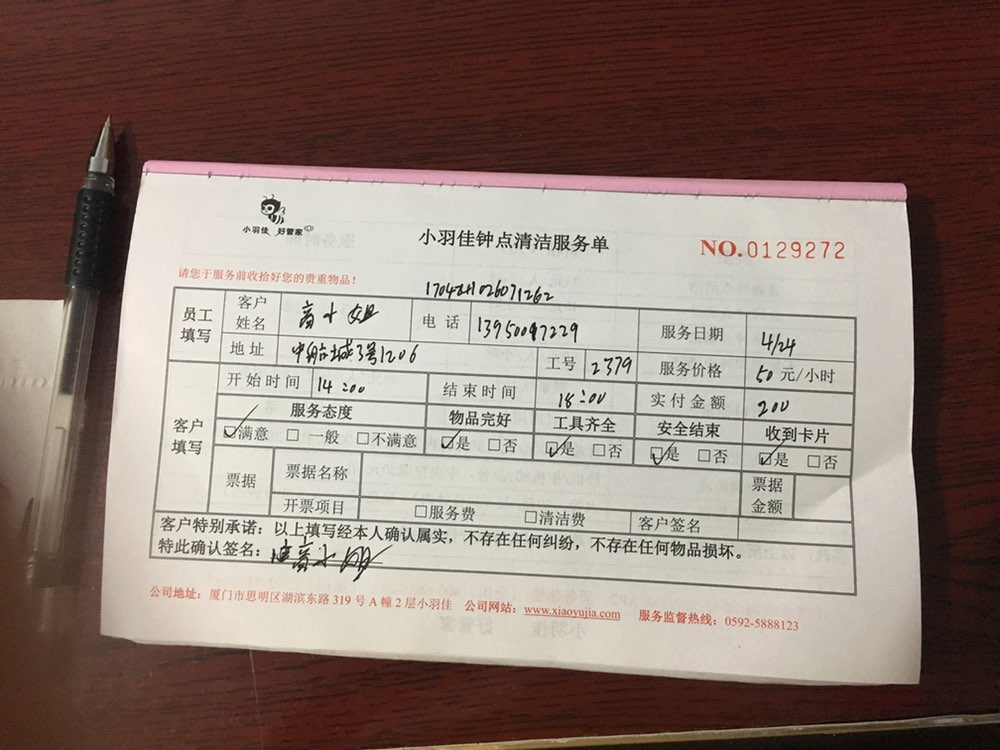 小羽佳 好管家
小羽佳钟点清洁服务单
NO.0129272
请您于服务前收拾好您的贵重物品！
员工填写 客户姓名 高小姐 电话 13950097229 服务日期 4/24
地址 3号1206 工号 2379 服务价格 50 元/小时
客户填写 开始时间 14:00 结束时间 18:00 实付金额 200
服务态度 物品完好 工具齐全 安全结束 收到卡片
☑满意 □一般 □不满意 ☑是 □否 ☑是 □否 ☑是 □否 ☑是 □否
票据 票据名称 票据金额
开票项目 □服务费 □清洁费 客户签名
客户特别承诺：以上填写经本人确认属实，不存在任何纠纷，不存在任何物品损坏。
特此确认签名：
公司地址：厦门市思明区湖滨东路 319 号 A 幢 2 层小羽佳 公司网站：www.xiaoyujia.com 服务监督热线：0592-5888123